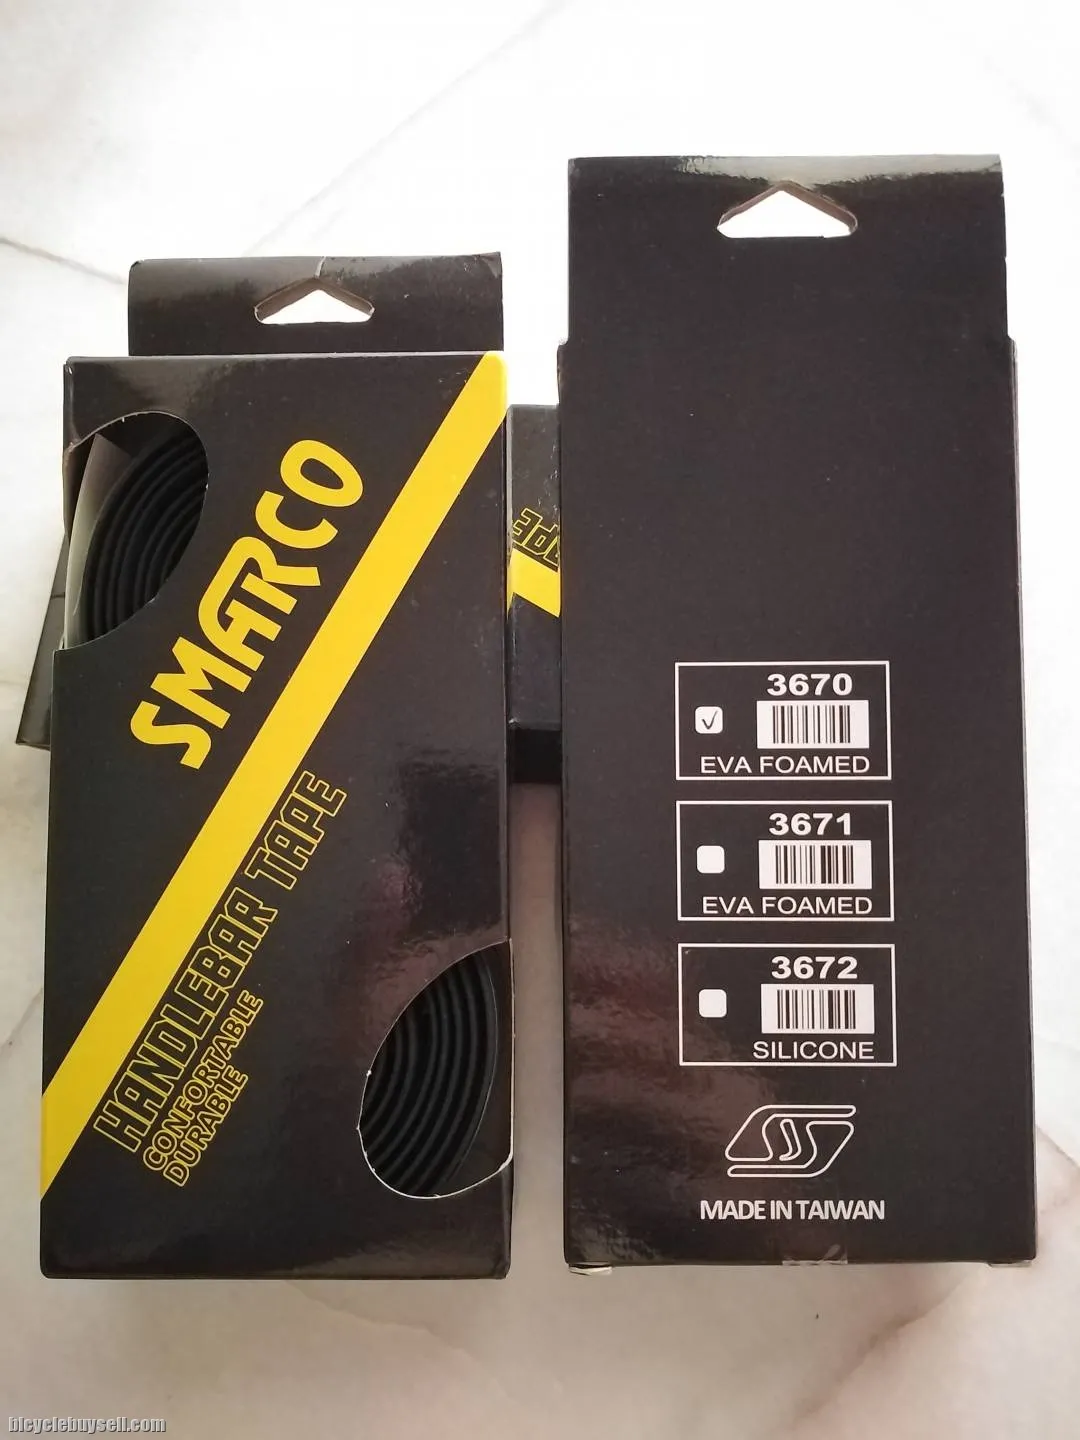 SMARCO
HANDLEBAR TAPE
CONFORTABLE
DURABLE
3670
EVA FOAMED
3671
EVA FOAMED
3672
SILICONE
MADE IN TAIWAN
bicyclebuysell.com